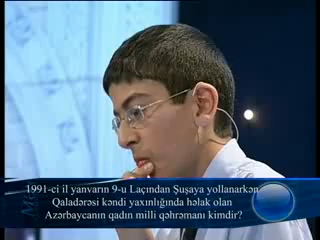 1991-ci il yanvarın 9-u Laçından Şuşaya yollanarkən
Qaladərəsi kəndi yaxınlığında həlak olan
Azərbaycanın qadın milli qəhrəmanı kimdir?
?